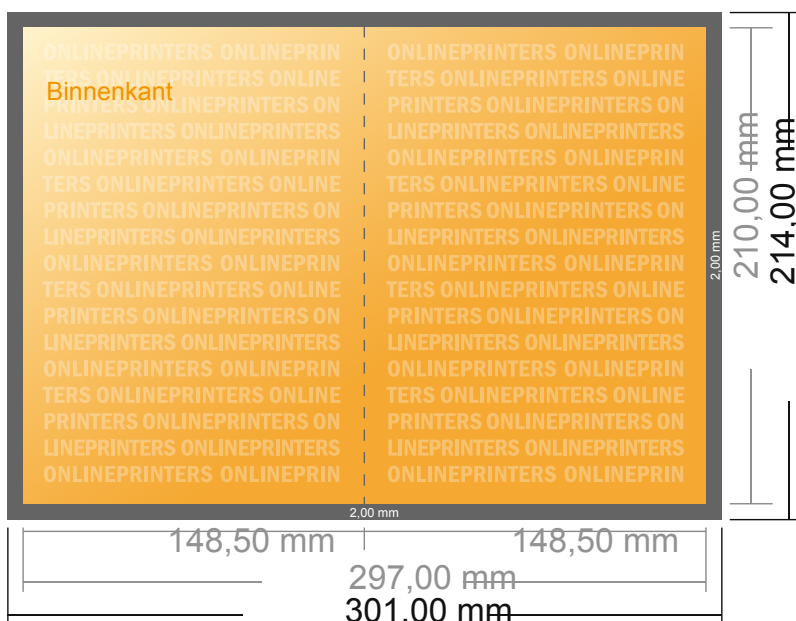 ONLINEPRINTERS ONLINEPRIN ONLINEPRINTERS ONLINEPRIN
TERS ONLINEPRINTERS ONLINE TERS ONLINEPRINTERS ONLINE
Binnenkant
PRINTERS ONLINEPRINTERS ON PRINTERS ONLINEPRINTERS ON
LINEPRINTERS ONLINEPRINTERS LINEPRINTERS ONLINEPRINTERS
ONLINEPRINTERS ONLINEPRIN ONLINEPRINTERS ONLINEPRIN
TERS ONLINEPRINTERS ONLINE TERS ONLINEPRINTERS ONLINE
PRINTERS ONLINEPRINTERS ON PRINTERS ONLINEPRINTERS ON
LINEPRINTERS ONLINEPRINTERS LINEPRINTERS ONLINEPRINTERS
ONLINEPRINTERS ONLINEPRIN ONLINEPRINTERS ONLINEPRIN
TERS ONLINEPRINTERS ONLINE TERS ONLINEPRINTERS ONLINE
PRINTERS ONLINEPRINTERS ON PRINTERS ONLINEPRINTERS ON
LINEPRINTERS ONLINEPRINTERS LINEPRINTERS ONLINEPRINTERS
ONLINEPRINTERS ONLINEPRIN ONLINEPRINTERS ONLINEPRIN
TERS ONLINEPRINTERS ONLINE TERS ONLINEPRINTERS ONLINE
PRINTERS ONLINEPRINTERS ON PRINTERS ONLINEPRINTERS ON
LINEPRINTERS ONLINEPRINTERS LINEPRINTERS ONLINEPRINTERS
ONLINEPRINTERS ONLINEPRIN ONLINEPRINTERS ONLINEPRIN
2,00 mm
210,00 mm
214,00 mm
2,00 mm
148,50 mm 148,50 mm
297,00 mm
301,00 mm